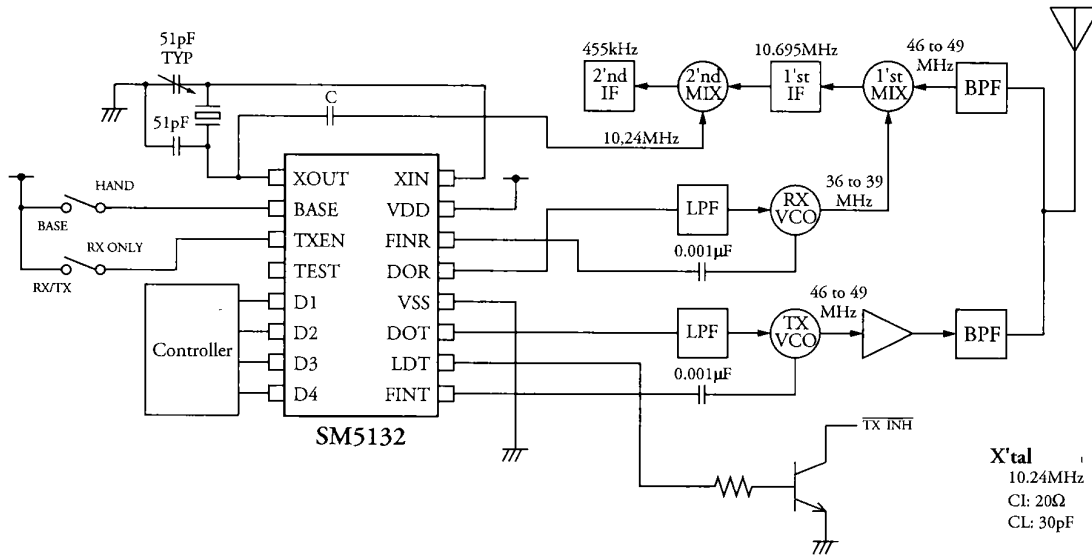 51pF
TYP
51pF
C
455kHz
2'nd
IF
2'nd
MIX
10.695MHz
1'st
IF
1'st
MIX
46 to 49
MHz
BPF
10,24MHz
HAND
BASE
RX ONLY
RX/TX
Controller
XOUT
BASE
TXEN
TEST
D1
D2
D3
D4
XIN
VDD
FINR
DOR
VSS
DOT
LDT
FINT
SM5132
LPF
RX
VCO
36 to 39
MHz
0.001µF
LPF
TX
VCO
46 to 49
MHz
BPF
0.001µF
TX INH
X'tal
10.24MHz
CI: 20Ω
CL: 30pF